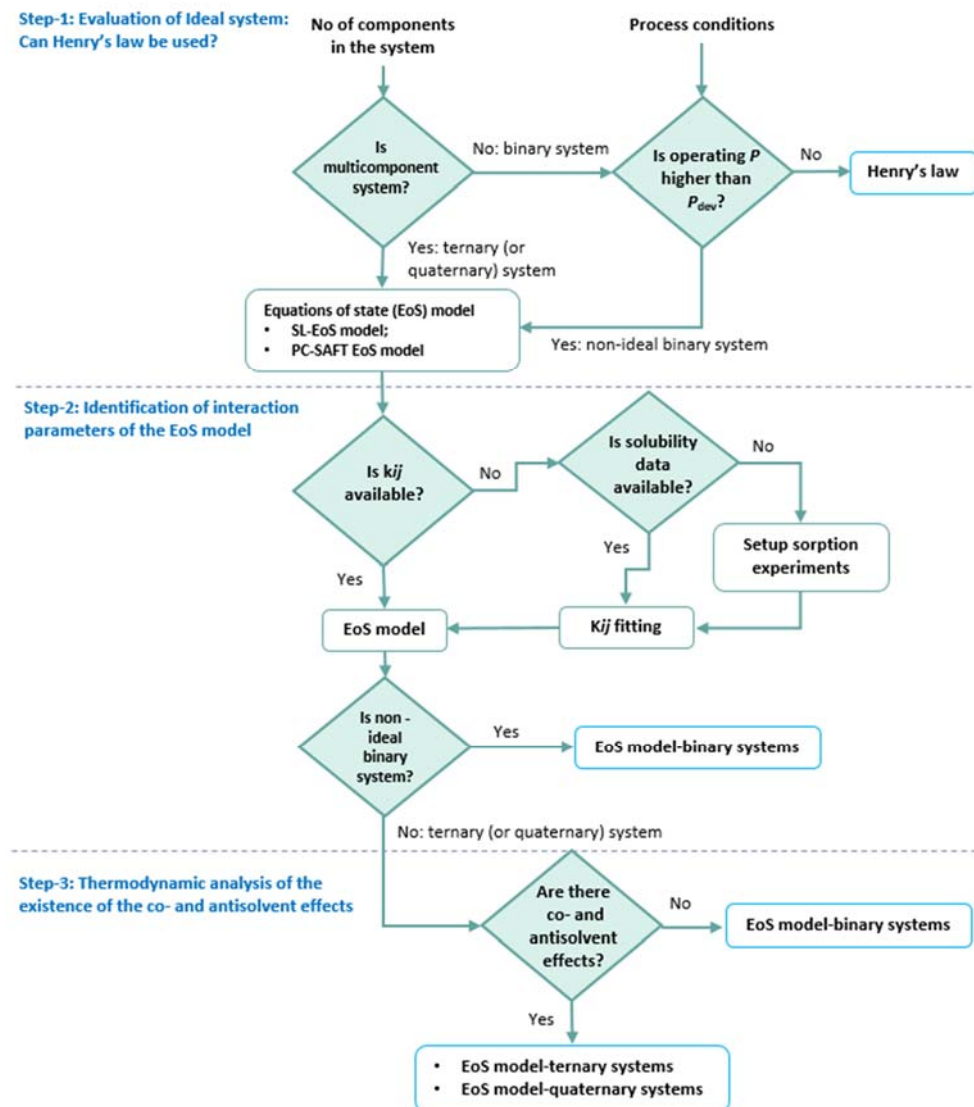 Step-1: Evaluation of Ideal system:
Can Henry's law be used?
No of components
in the system
Process conditions
Is
multicomponent
system?
No: binary system
Is operating P
higher than
Pdev?
No
Henry's law
Yes: ternary (or
quaternary) system
Equations of state (EoS) model
• SL-EoS model;
• PC-SAFT EoS model
Yes: non-ideal binary system
Step-2: Identification of interaction
parameters of the EoS model
Is kij
available?
No
Is solubility
data
available?
No
Yes
Setup sorption
experiments
Yes
EoS model
Kij fitting
Is non -
ideal
binary
system?
Yes
EoS model-binary systems
No: ternary (or quaternary) system
Step-3: Thermodynamic analysis of the
existence of the co- and antisolvent effects
Are there
co- and
antisolvent
effects?
No
EoS model-binary systems
Yes
• EoS model-ternary systems
• EoS model-quaternary systems